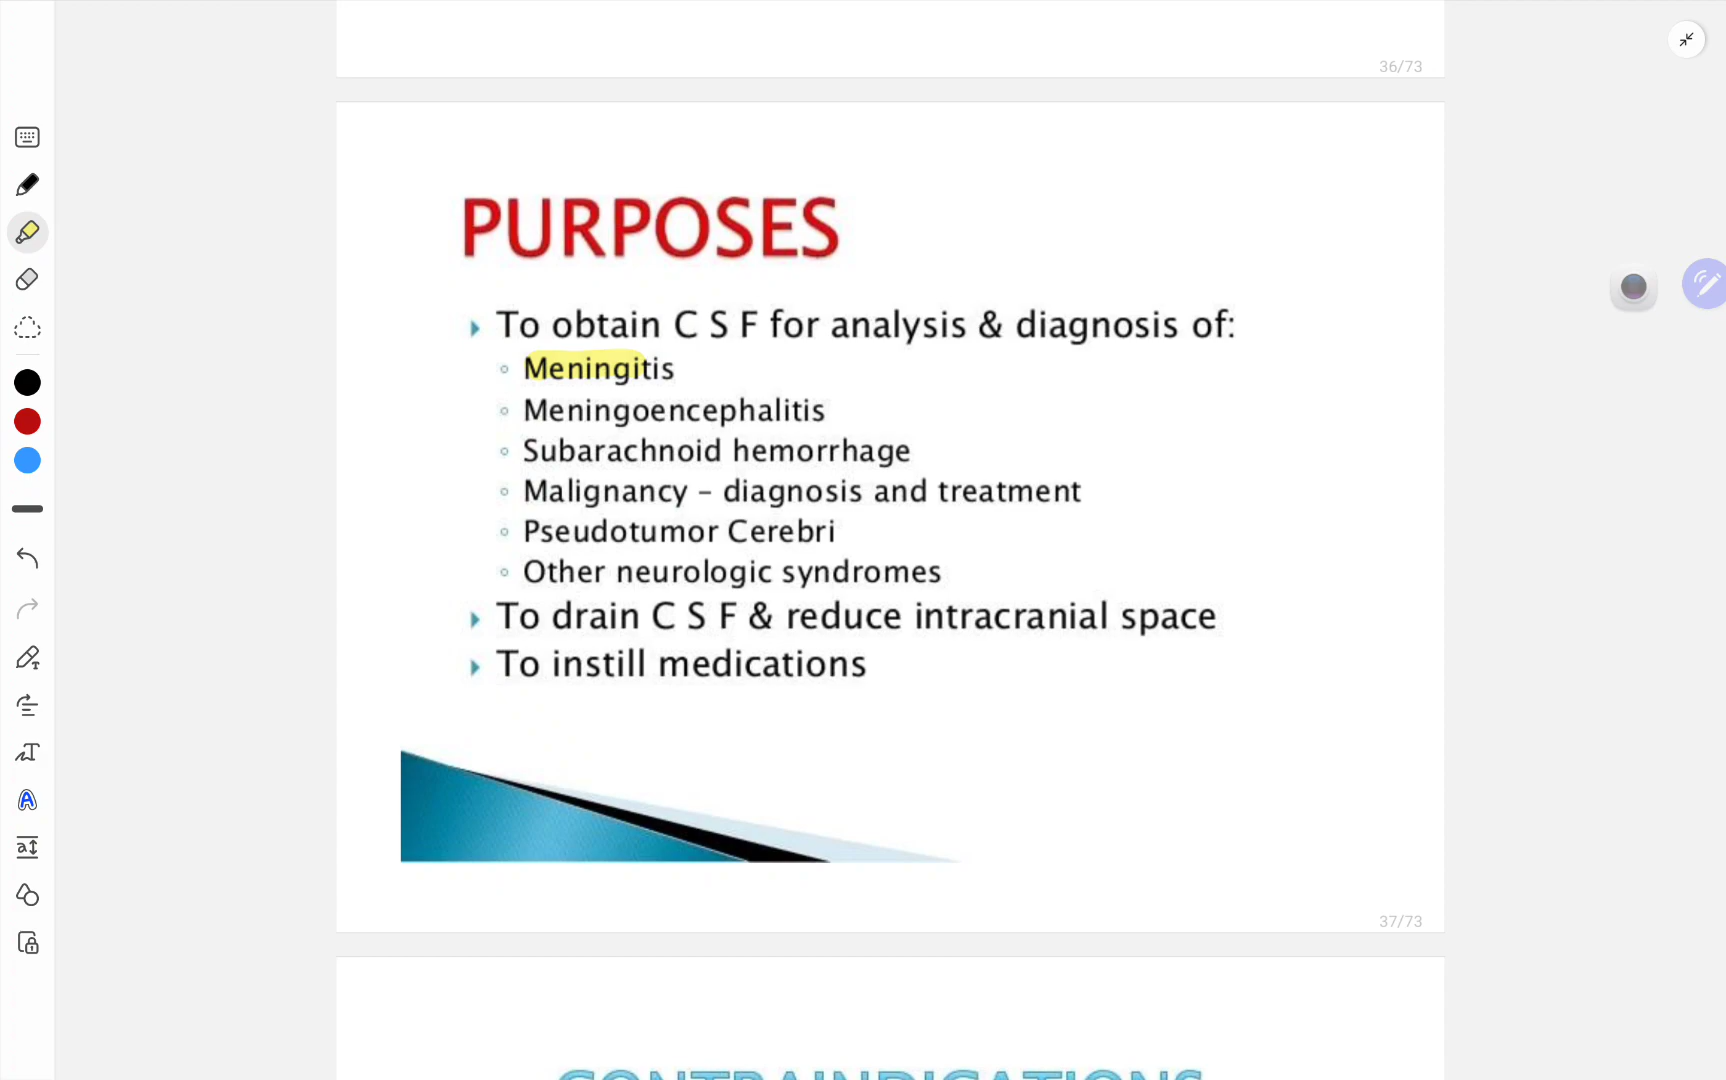 36/73
PURPOSES
To obtain C S F for analysis & diagnosis of:
Meningitis
Meningoencephalitis
Subarachnoid hemorrhage
Malignancy – diagnosis and treatment
Pseudotumor Cerebri
Other neurologic syndromes
To drain C S F & reduce intracranial space
To instill medications
37/73
CONTRAINDICATIONS